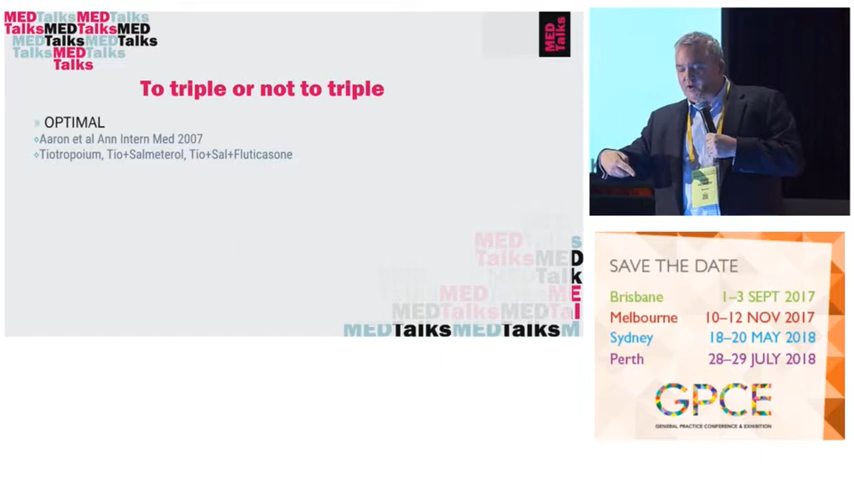 MEDTalksMEDTalks
TalksMEDTalksMED
MEDTalksMEDTalks
TalksMEDTalks
Talks
MED
Talks
To triple or not to triple
» OPTIMAL
❖Aaron et al Ann Intern Med 2007
❖Tiotropoium, Tio+Salmeterol, Tio+Sal+Fluticasone
MEDTalksMEDTalksM
SAVE THE DATE
Brisbane 1–3 SEPT 2017
Melbourne 10–12 NOV 2017
Sydney 18–20 MAY 2018
Perth 28–29 JULY 2018
GPCE
GENERAL PRACTICE CONFERENCE & EXHIBITION